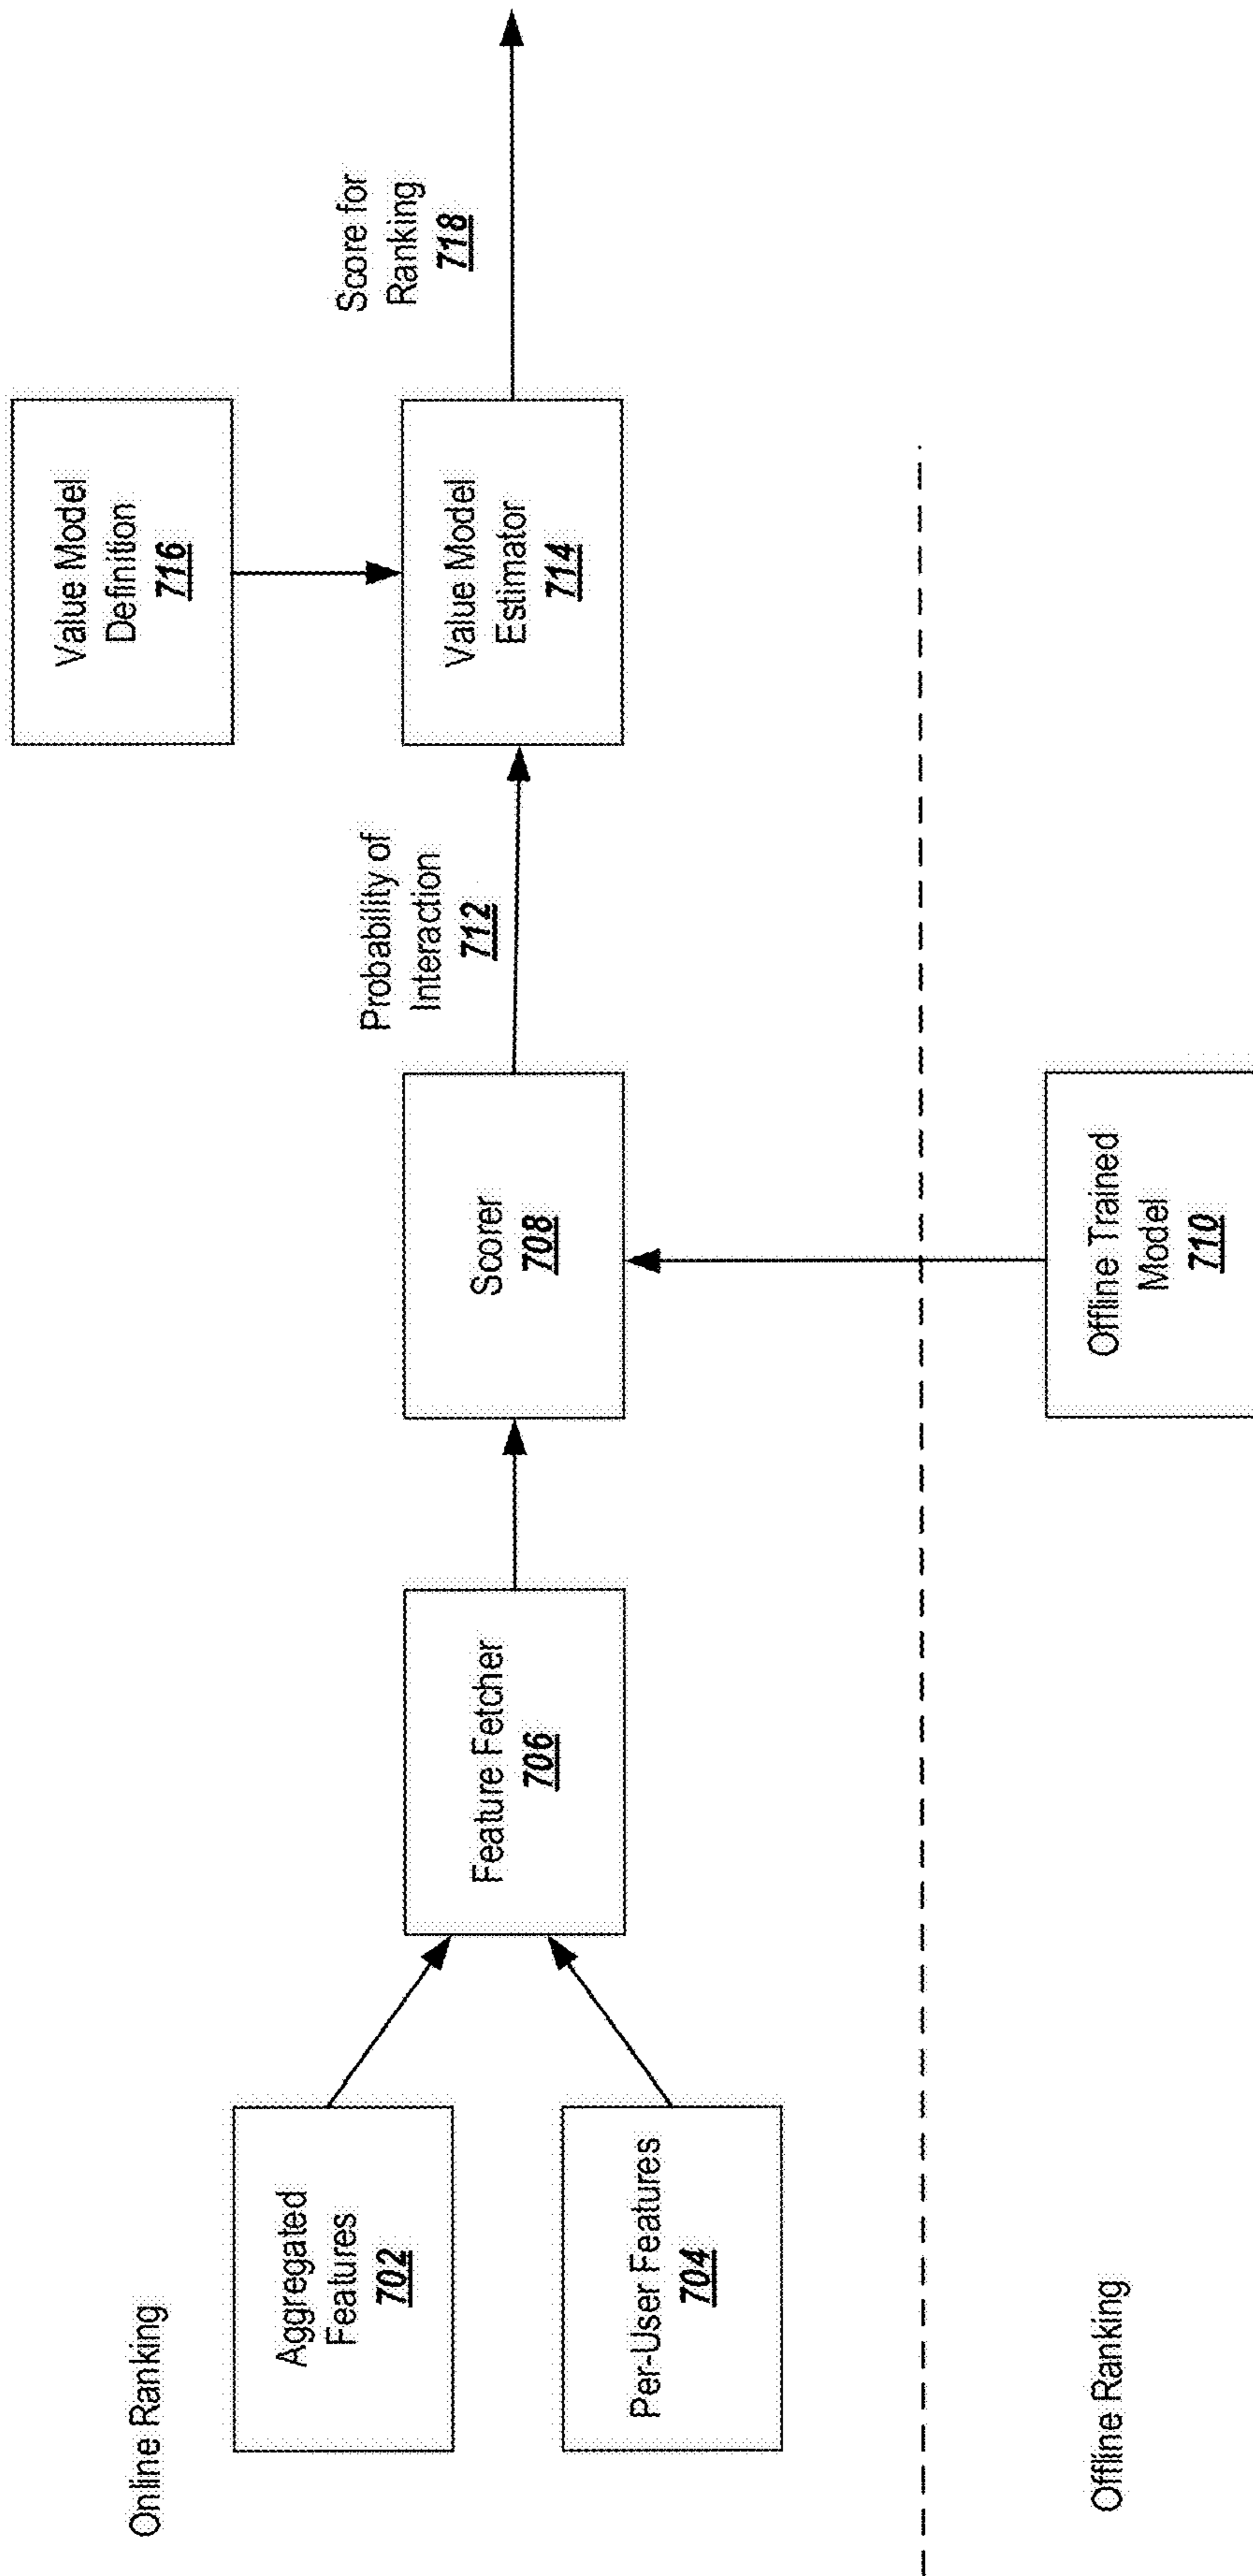 Online Ranking
Aggregated
Features
702
Per-User Features
704
Feature Fetcher
706
Scorer
708
Probability of
Interaction
712
Value Model
Definition
716
Value Model
Estimator
714
Score for
Ranking
718
Offline Ranking
Offline Trained
Model
710